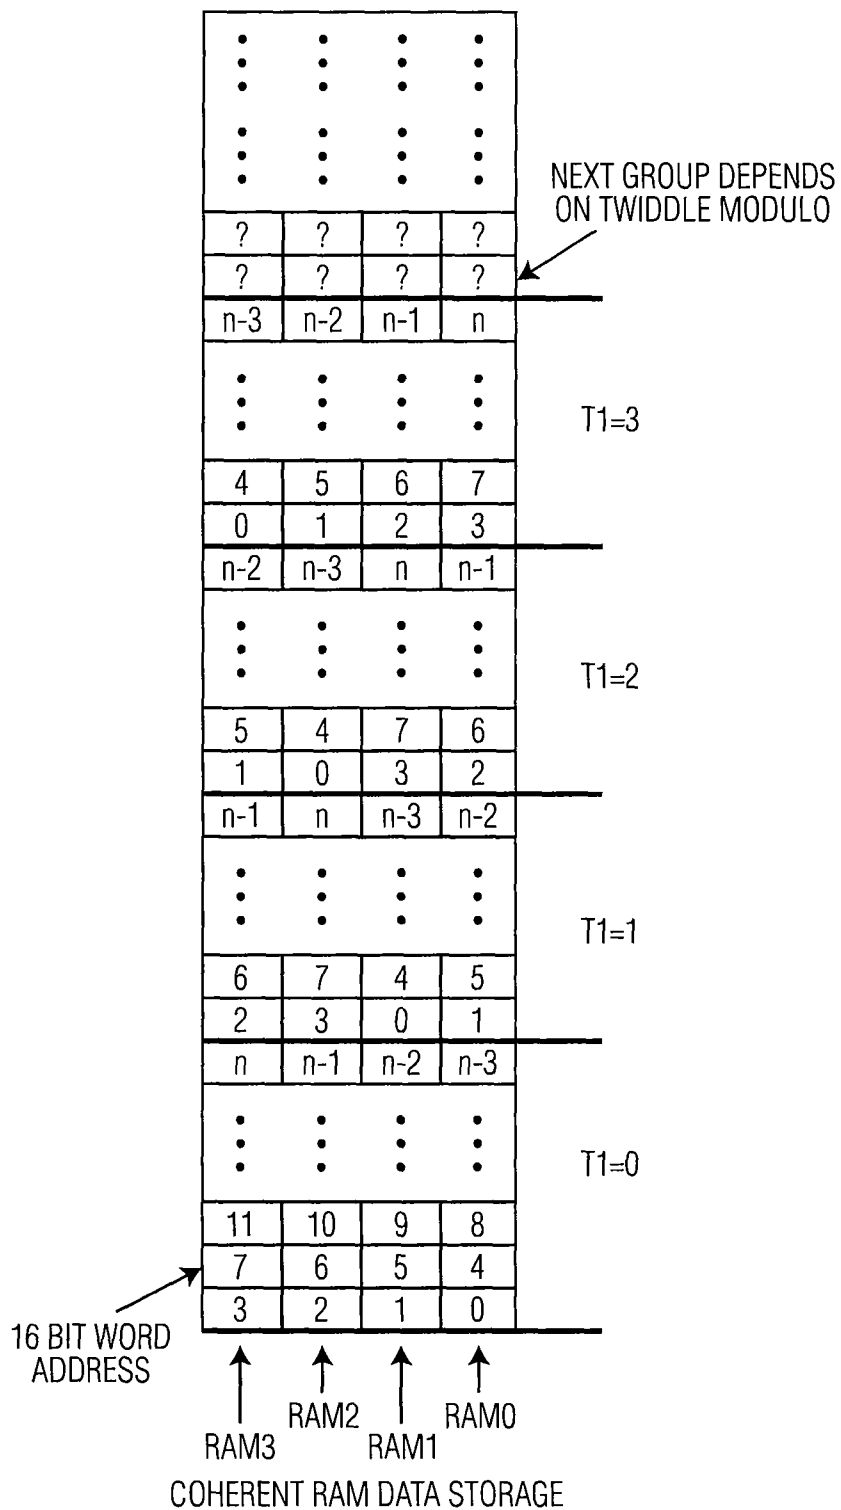 NEXT GROUP DEPENDS
ON TWIDDLE MODULO
? ? ? ?
? ? ? ?
n-3 n-2 n-1 n
T1=3
4 5 6 7
0 1 2 3
n-2 n-3 n n-1
T1=2
5 4 7 6
1 0 3 2
n-1 n n-3 n-2
T1=1
6 7 4 5
2 3 0 1
n n-1 n-2 n-3
T1=0
11 10 9 8
7 6 5 4
3 2 1 0
16 BIT WORD
ADDRESS
RAM3 RAM2 RAM1 RAM0
COHERENT RAM DATA STORAGE